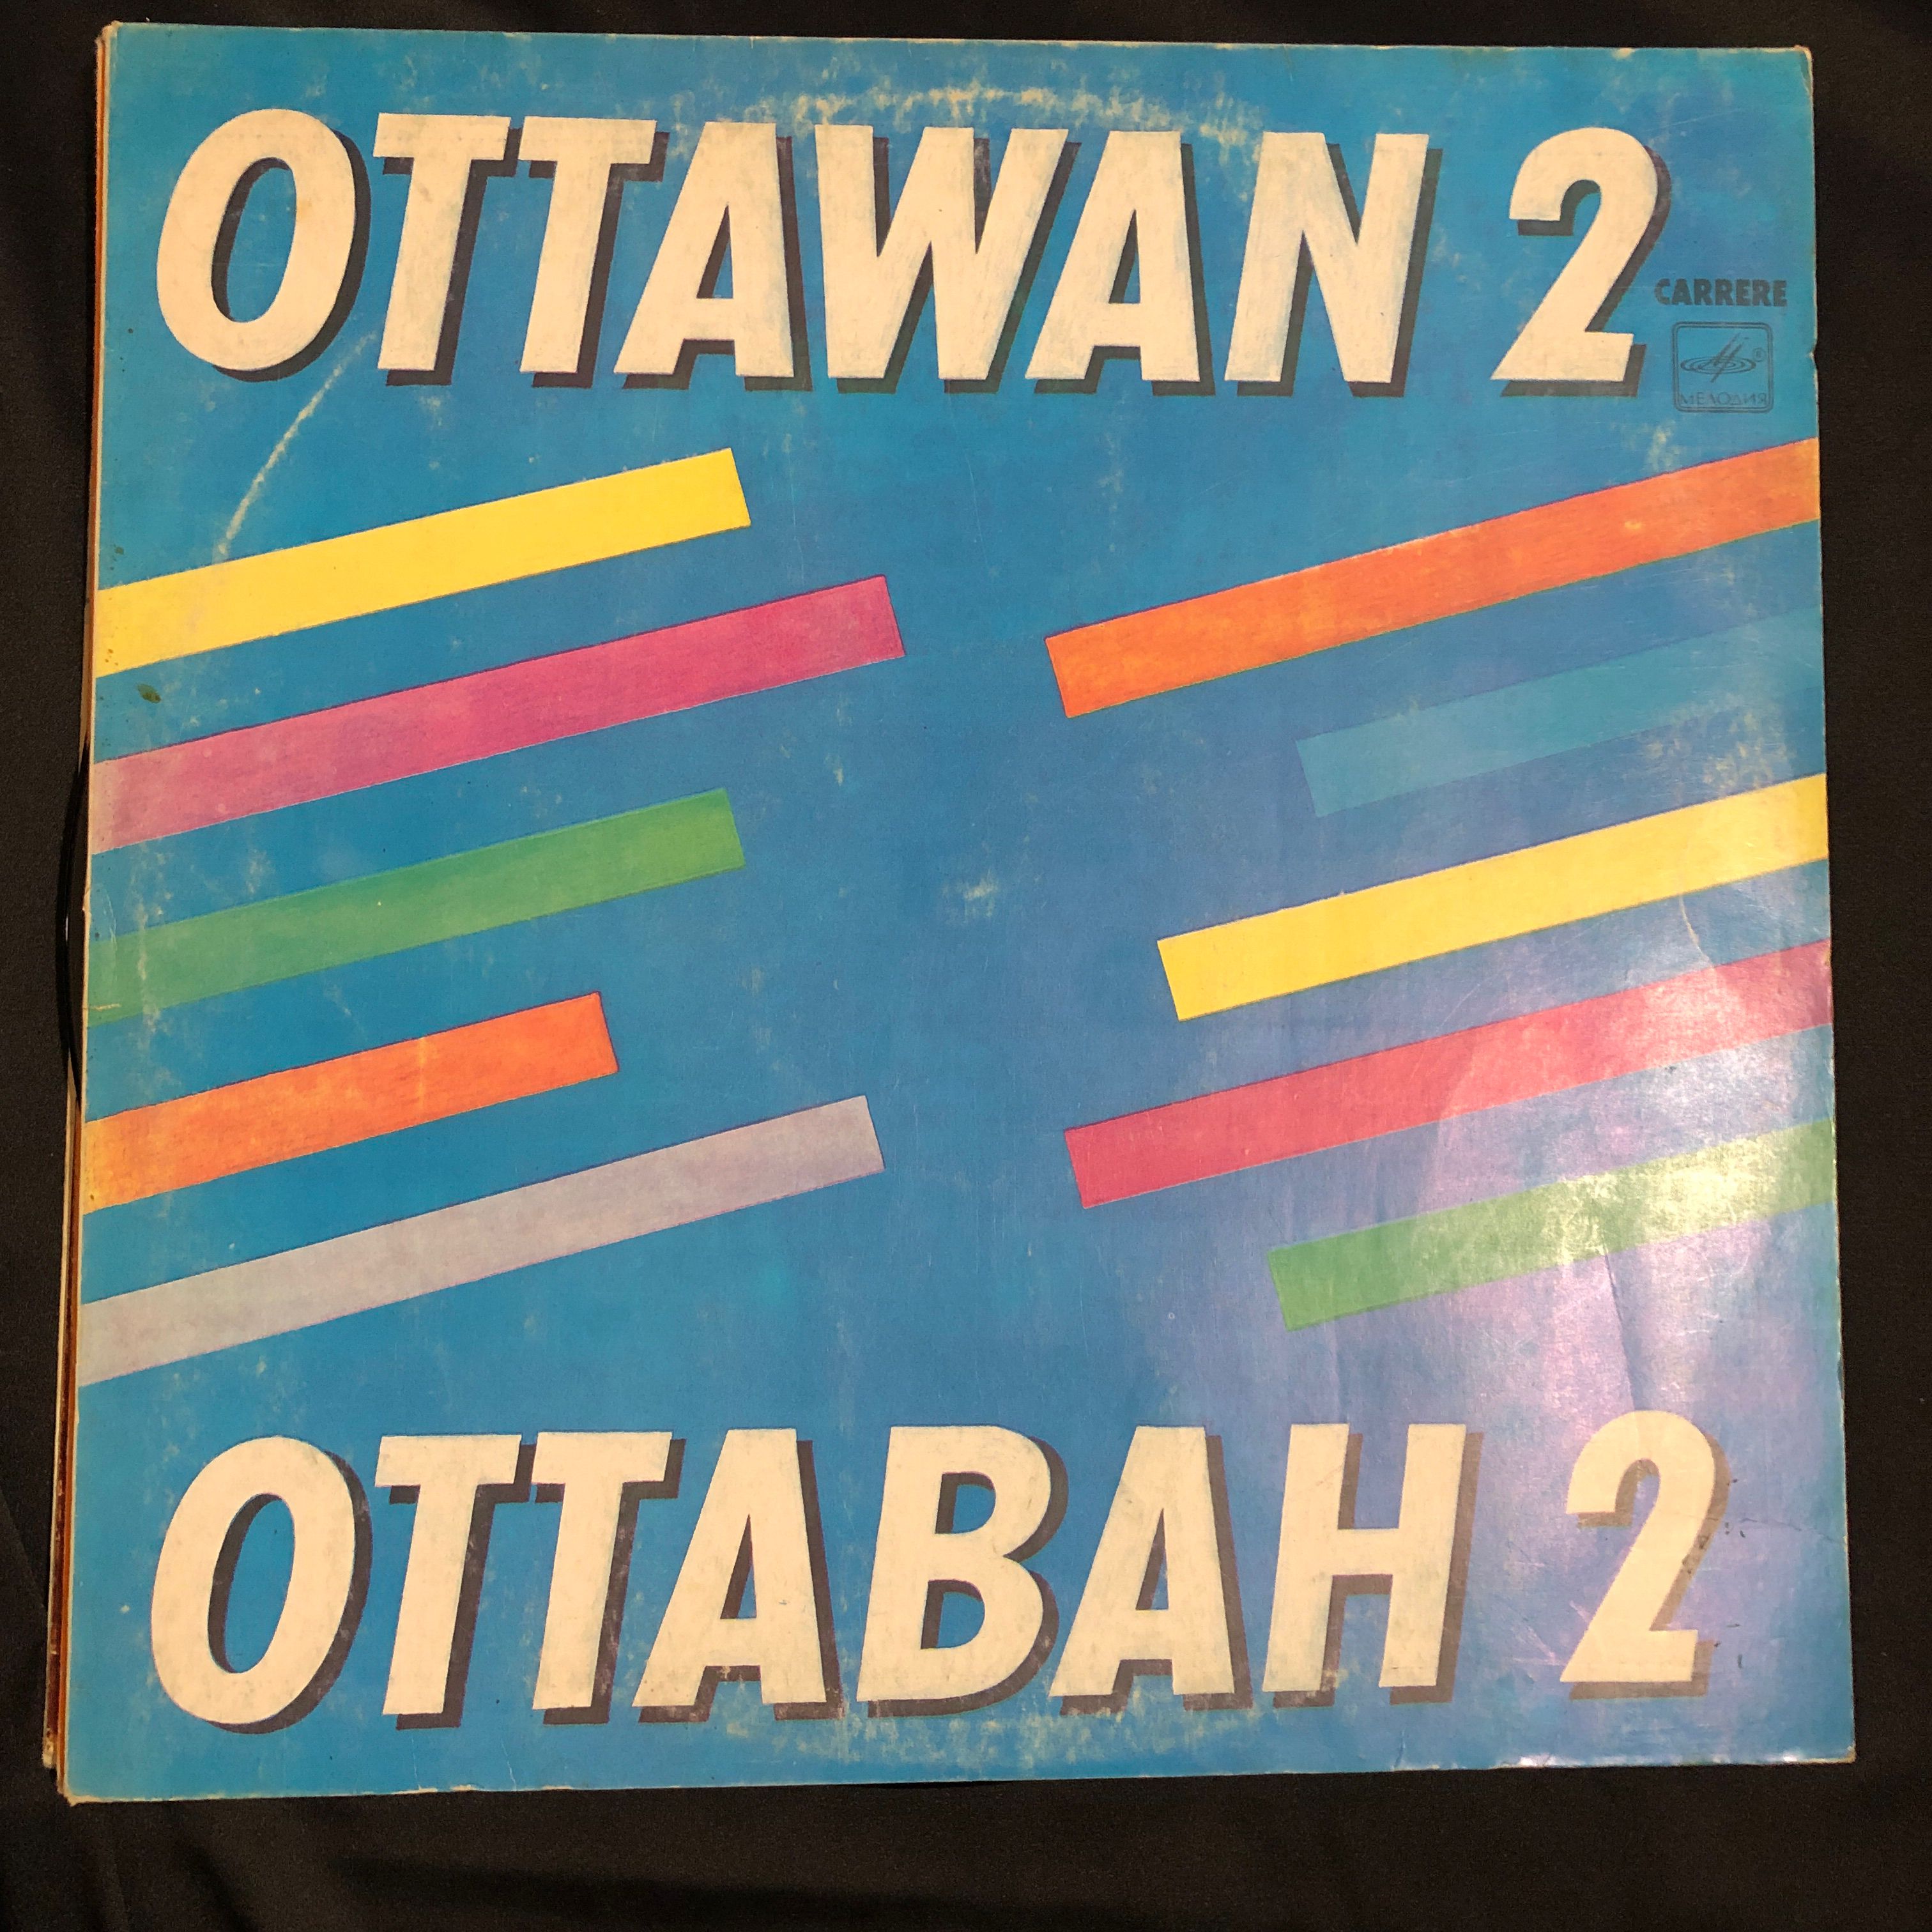 OTTAWAN 2
CARRERE
®
МЕЛОДИЯ
ОТТАВАН 2